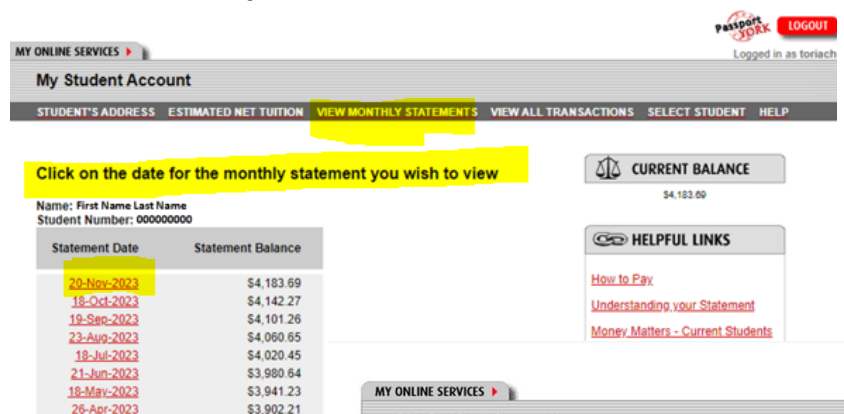 Passport YORK
LOGOUT
MY ONLINE SERVICES
Logged in as toriach
My Student Account
STUDENT'S ADDRESS ESTIMATED NET TUITION VIEW MONTHLY STATEMENTS VIEW ALL TRANSACTIONS SELECT STUDENT HELP
Click on the date for the monthly statement you wish to view
Name: First Name Last Name
Student Number: 000000000
Statement Date Statement Balance
20-Nov-2023 $4,183.69
18-Oct-2023 $4,142.27
19-Sep-2023 $4,101.26
23-Aug-2023 $4,060.65
18-Jul-2023 $4,020.45
21-Jun-2023 $3,980.64
18-May-2023 $3,941.23
26-Apr-2023 $3,902.21
CURRENT BALANCE
$4,183.69
HELPFUL LINKS
How to Pay
Understanding your Statement
Money Matters - Current Students
MY ONLINE SERVICES